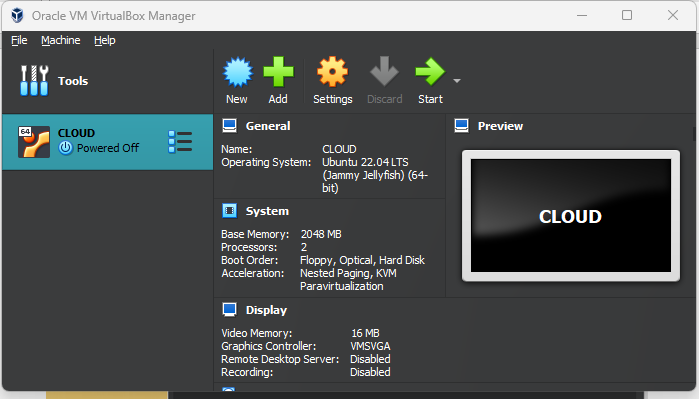 Oracle VM VirtualBox Manager
File Machine Help
Tools
New Add Settings Discard Start
64
CLOUD
Powered Off
General
Name: CLOUD
Operating System: Ubuntu 22.04 LTS
(Jammy Jellyfish) (64-
bit)
System
Base Memory: 2048 MB
Processors: 2
Boot Order: Floppy, Optical, Hard Disk
Acceleration: Nested Paging, KVM
Paravirtualization
Preview
CLOUD
Display
Video Memory: 16 MB
Graphics Controller: VMSVGA
Remote Desktop Server: Disabled
Recording: Disabled